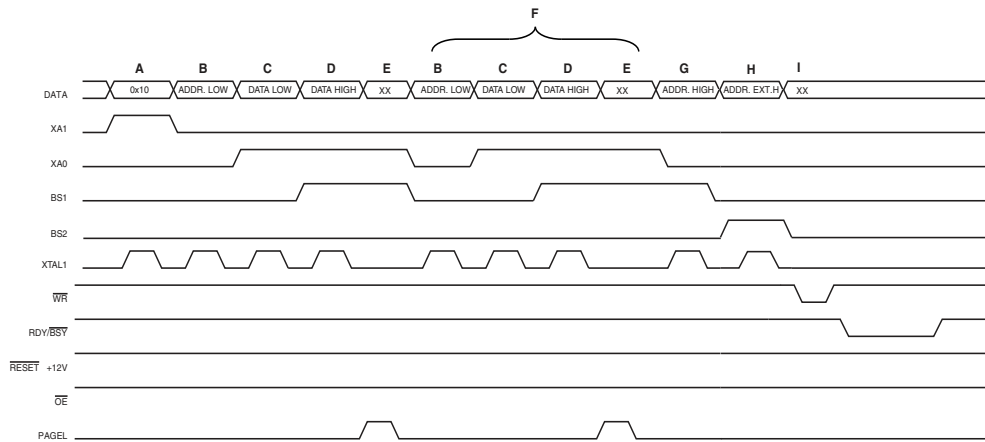 F
A B C D E B C D E G H I
DATA 0x10 ADDR. LOW DATA LOW DATA HIGH XX ADDR. LOW DATA LOW DATA HIGH XX ADDR. HIGH ADDR. EXT.H XX
XA1
XA0
BS1
BS2
XTAL1
WR
RDY/BSY
RESET +12V
OE
PAGEL